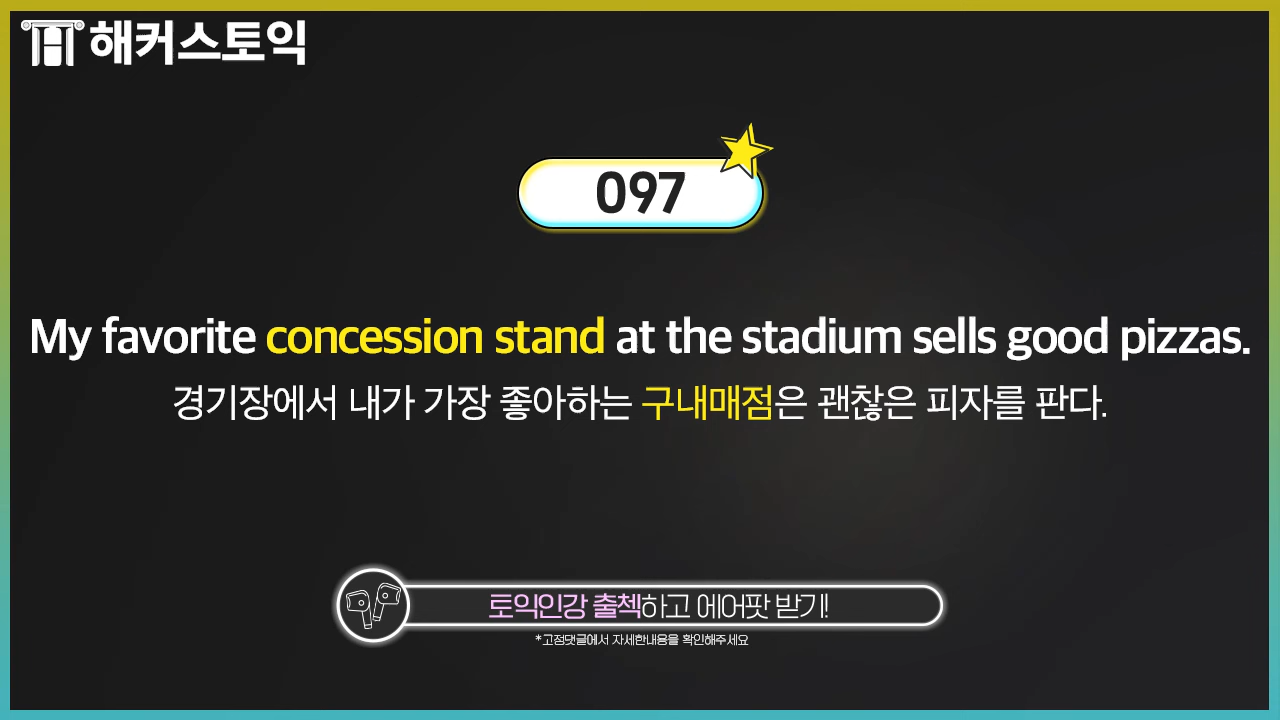 해커스토익
097
My favorite concession stand at the stadium sells good pizzas.
경기장에서 내가 가장 좋아하는 구내매점은 괜찮은 피자를 판다.
토익인강 출첵하고 에어팟 받기!
*고정댓글에서 자세한내용을 확인해주세요